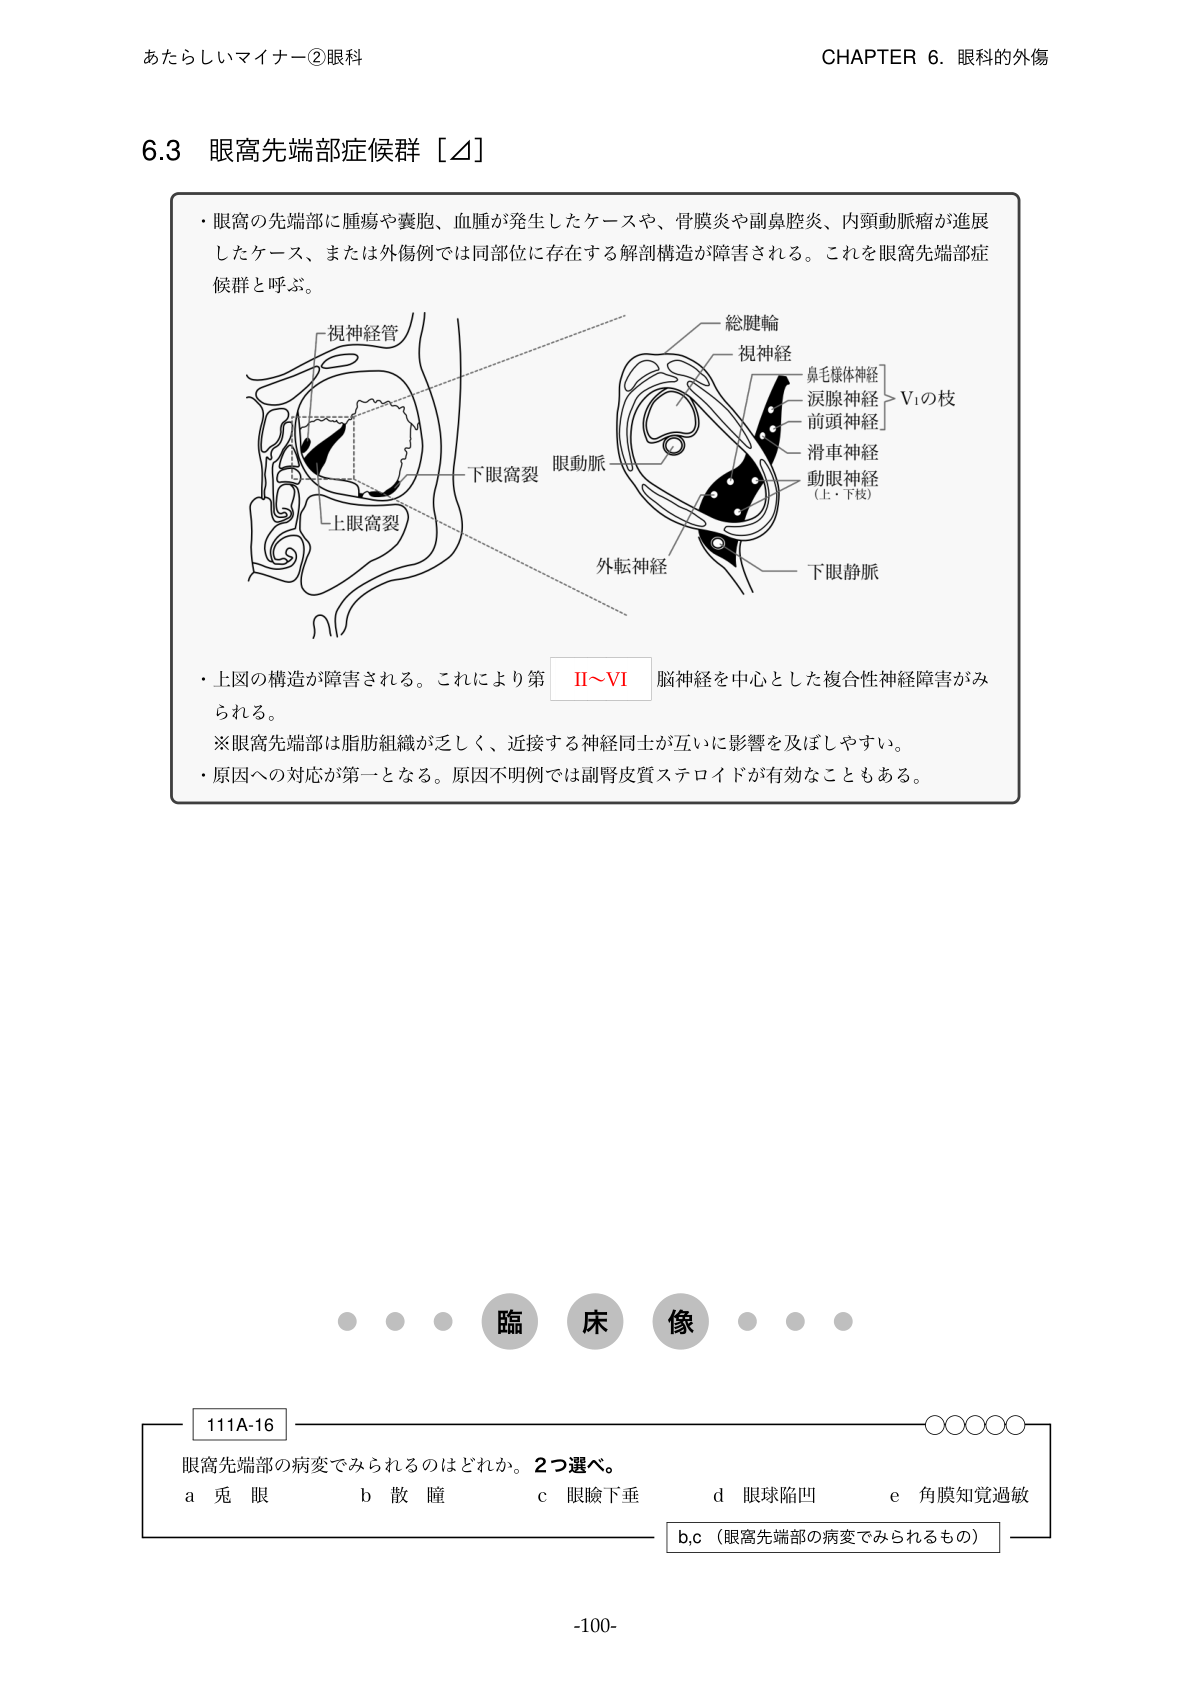 あたらしいマイナー②眼科
CHAPTER 6. 眼科的外傷
6.3 眼窩先端部症候群［⊿］
・眼窩の先端部に腫瘍や嚢胞、血腫が発生したケースや、骨膜炎や副鼻腔炎、内頸動脈瘤が進展
したケース、または外傷例では同部位に存在する解剖構造が障害される。これを眼窩先端部症
候群と呼ぶ。
視神経管
下眼窩裂
上眼窩裂
総腱輪
視神経
鼻毛様体神経
涙腺神経
前頭神経
V₁の枝
滑車神経
動眼神経
（上・下枝）
眼動脈
外転神経
下眼静脈
・上図の構造が障害される。これにより第 II〜VI 脳神経を中心とした複合性神経障害がみ
られる。
※眼窩先端部は脂肪組織が乏しく、近接する神経同士が互いに影響を及ぼしやすい。
・原因への対応が第一となる。原因不明例では副腎皮質ステロイドが有効なこともある。
臨床像
111A-16
眼窩先端部の病変でみられるのはどれか。2つ選べ。
a 兎 眼 b 散 瞳 c 眼瞼下垂 d 眼球陥凹 e 角膜知覚過敏
b,c （眼窩先端部の病変でみられるもの）
-100-